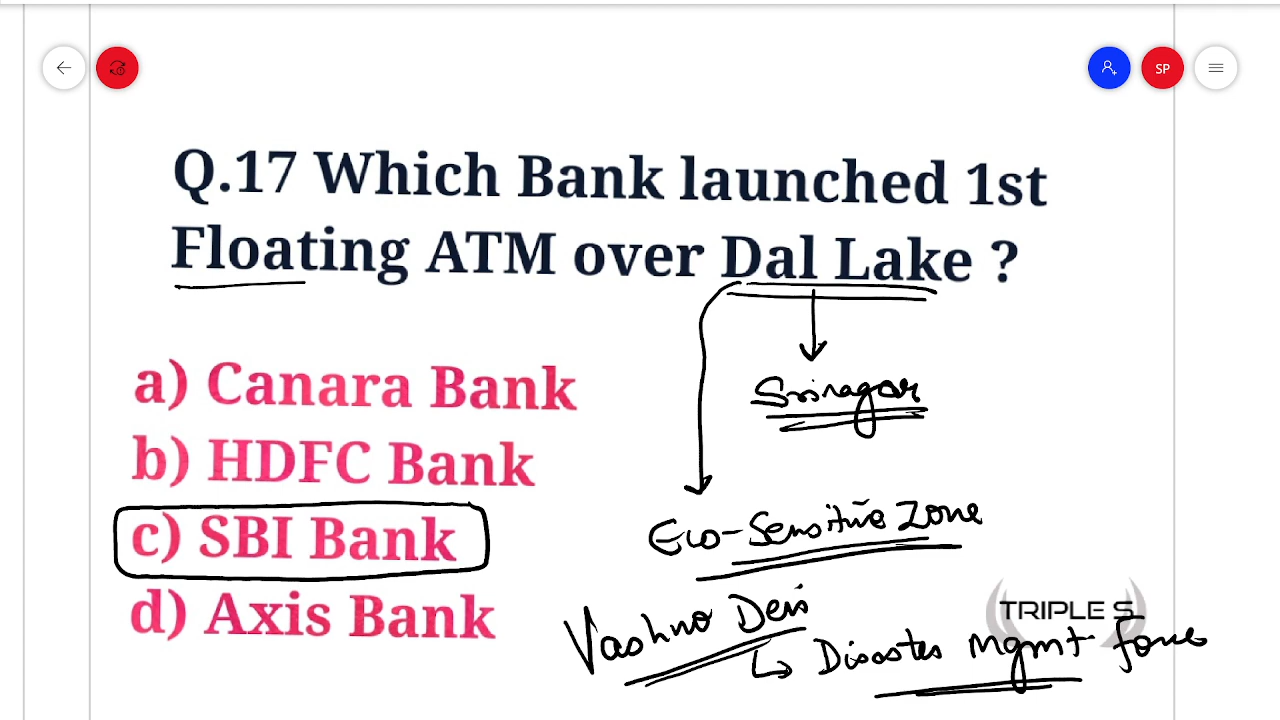 SP
Q.17 Which Bank launched 1st
Floating ATM over Dal Lake ?
a) Canara Bank
b) HDFC Bank
c) SBI Bank
d) Axis Bank
Srinagar
Eco-Sensitive Zone
Vashno Devi
Disaster Mgmt force
TRIPLE S